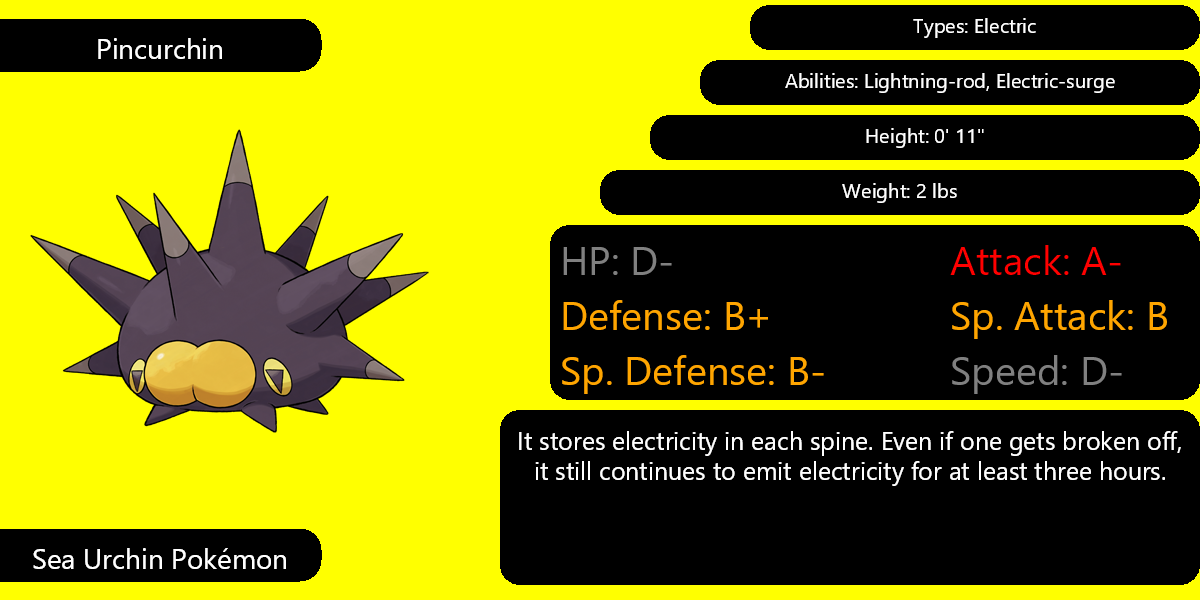 Pincurchin
Types: Electric
Abilities: Lightning-rod, Electric-surge
Height: 0' 11"
Weight: 2 lbs
HP: D-
Attack: A-
Defense: B+
Sp. Attack: B
Sp. Defense: B-
Speed: D-
It stores electricity in each spine. Even if one gets broken off,
it still continues to emit electricity for at least three hours.
Sea Urchin Pokémon